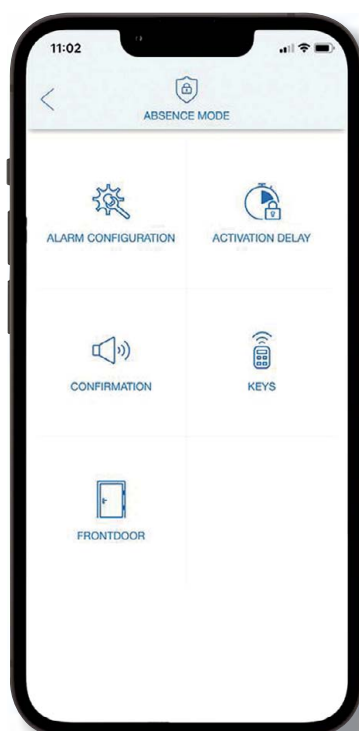 11:02
ABSENCE MODE
ALARM CONFIGURATION
ACTIVATION DELAY
CONFIRMATION
KEYS
FRONTDOOR